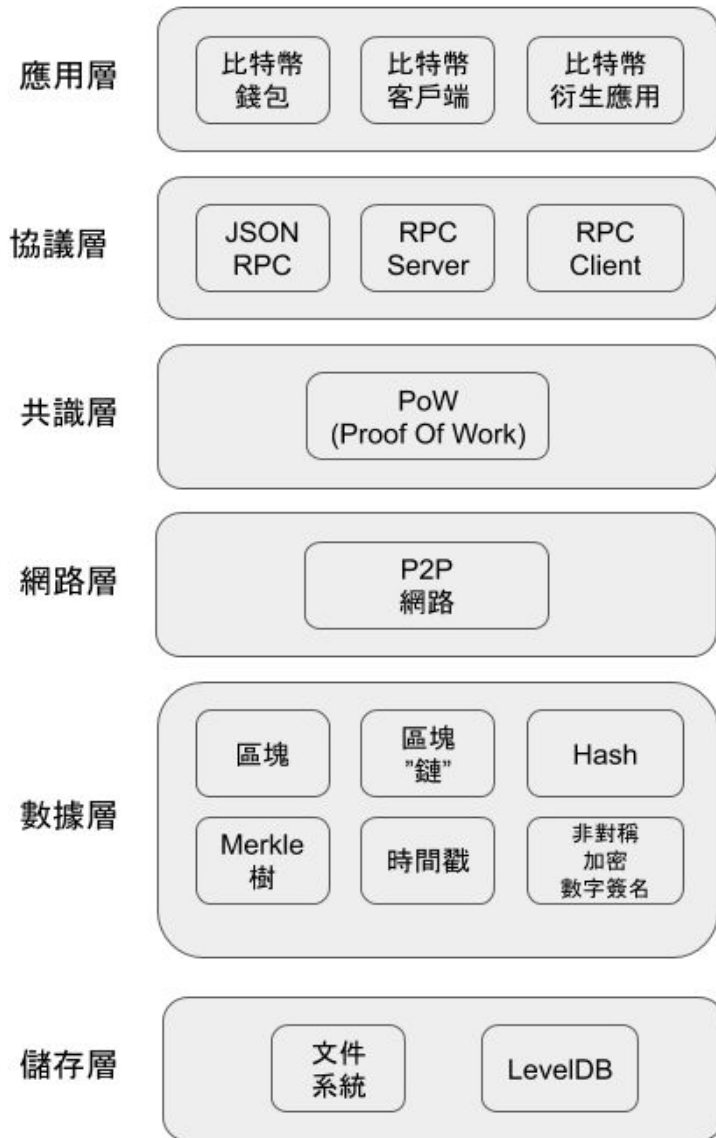 應用層
比特幣
錢包
比特幣
客戶端
比特幣
衍生應用
協議層
JSON
RPC
RPC
Server
RPC
Client
共識層
PoW
(Proof Of Work)
網路層
P2P
網路
數據層
區塊
區塊
”鏈”
Hash
Merkle
樹
時間戳
非對稱
加密
數字簽名
儲存層
文件
系統
LevelDB